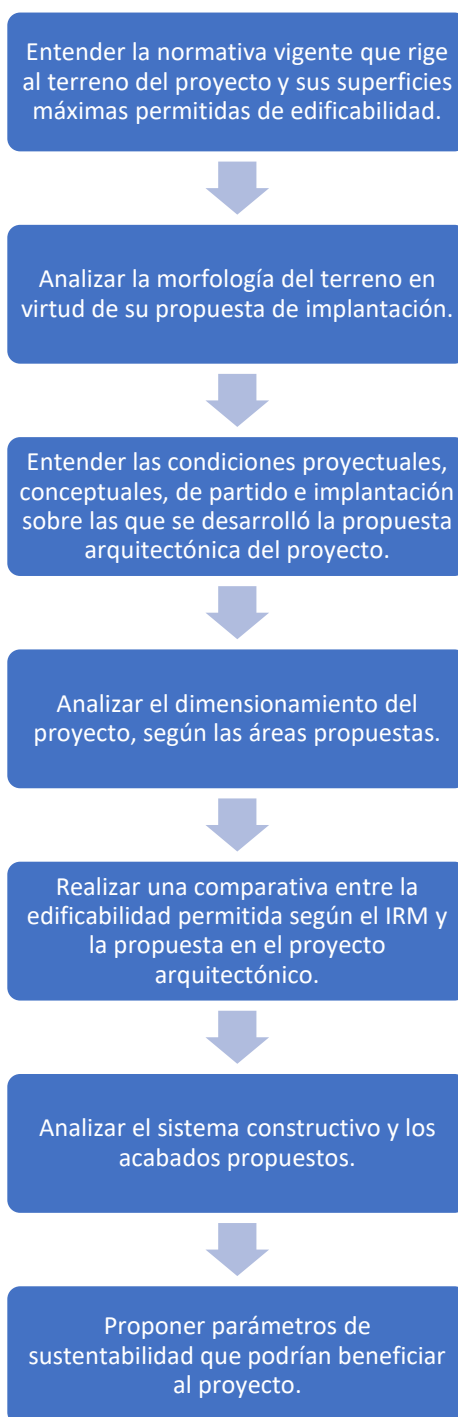 Entender la normativa vigente que rige
al terreno del proyecto y sus superficies
máximas permitidas de edificabilidad.
Analizar la morfología del terreno en
virtud de su propuesta de implantación.
Entender las condiciones proyectuales,
conceptuales, de partido e implantación
sobre las que se desarrolló la propuesta
arquitectónica del proyecto.
Analizar el dimensionamiento del
proyecto, según las áreas propuestas.
Realizar una comparativa entre la
edificabilidad permitida según el IRM y
la propuesta en el proyecto
arquitectónico.
Analizar el sistema constructivo y los
acabados propuestos.
Proponer parámetros de
sustentabilidad que podrían beneficiar
al proyecto.